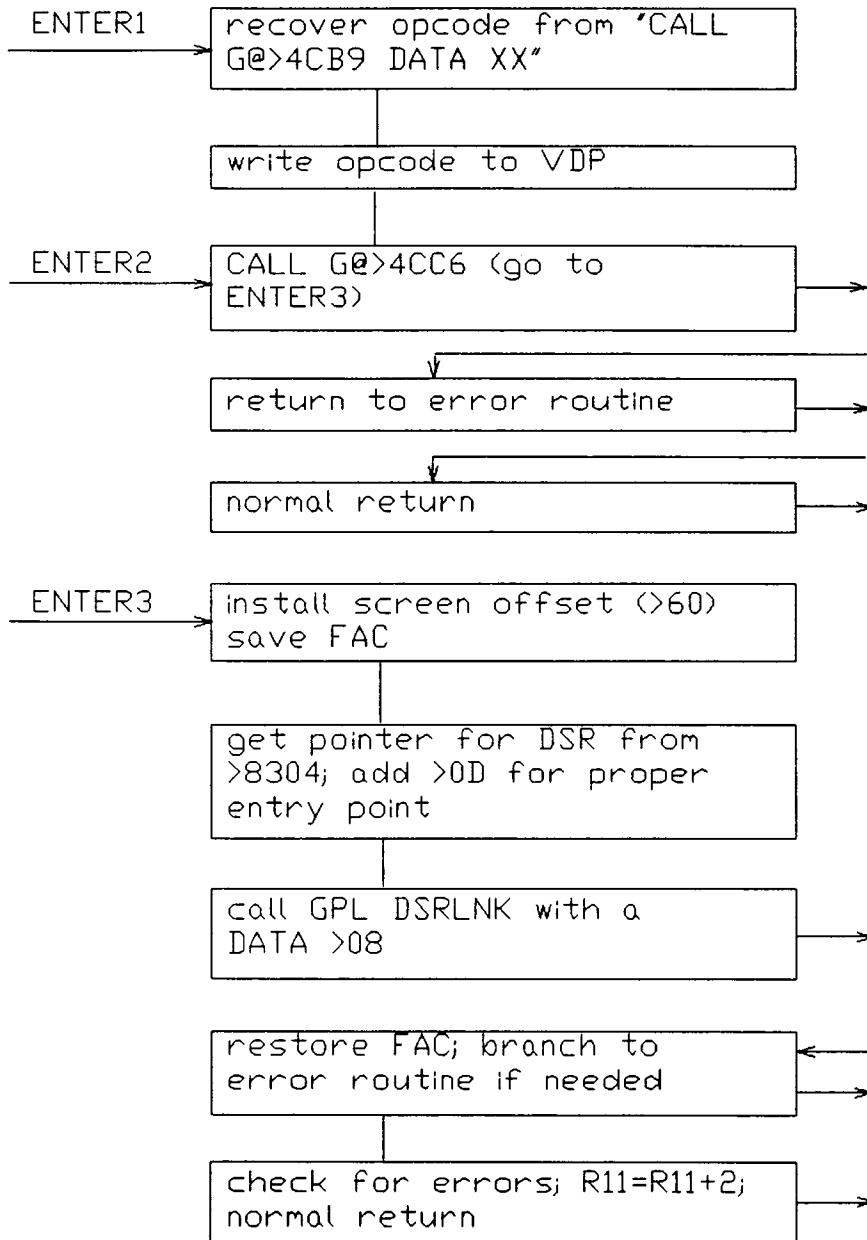 ENTER1
recover opcode from "CALL
G@>4CB9 DATA XX"
write opcode to VDP
ENTER2
CALL G@>4CC6 (go to
ENTER3)
return to error routine
normal return
ENTER3
install screen offset (>60)
save FAC
get pointer for DSR from
>8304; add >0D for proper
entry point
call GPL DSRLNK with a
DATA >08
restore FAC; branch to
error routine if needed
check for errors; R11=R11+2;
normal return